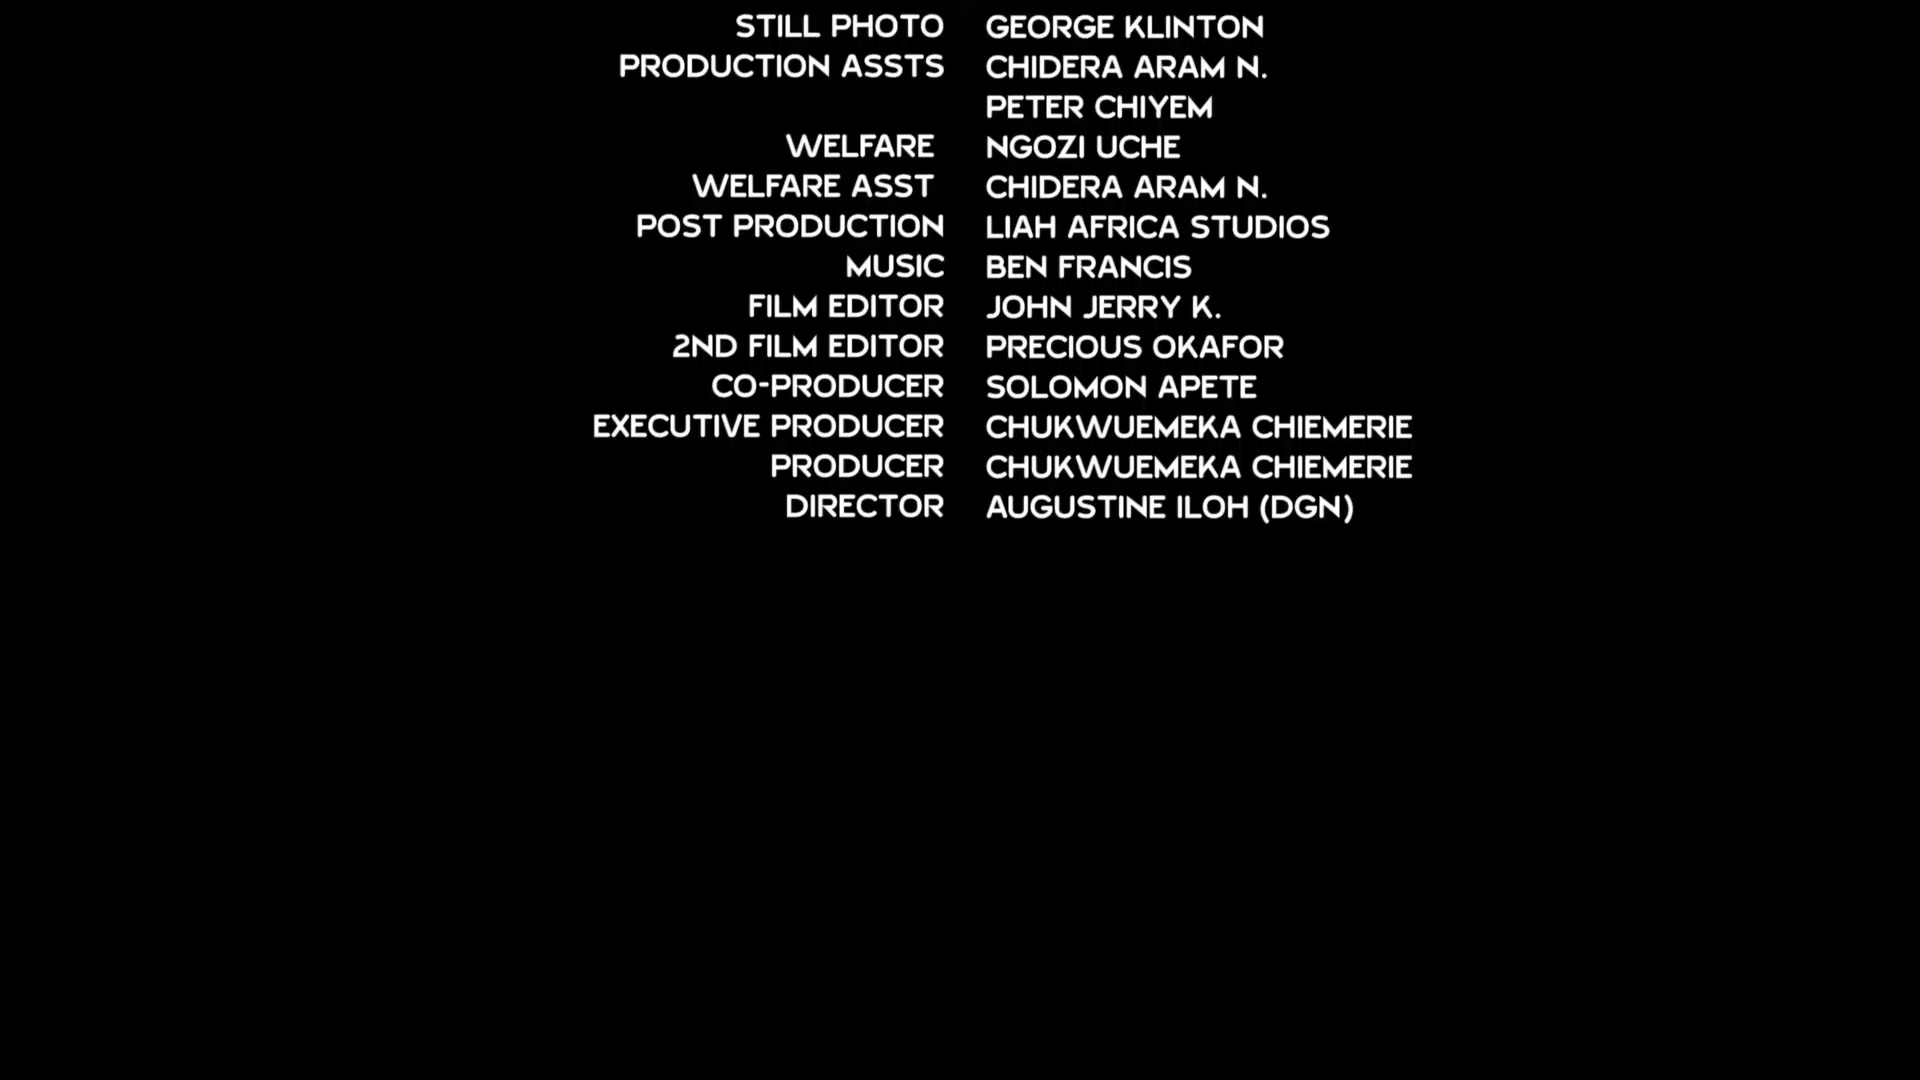 STILL PHOTO GEORGE KLINTON
PRODUCTION ASSTS CHIDERA ARAM N.
PETER CHIYEM
WELFARE NGOZI UCHE
WELFARE ASST CHIDERA ARAM N.
POST PRODUCTION LIAH AFRICA STUDIOS
MUSIC BEN FRANCIS
FILM EDITOR JOHN JERRY K.
2ND FILM EDITOR PRECIOUS OKAFOR
CO-PRODUCER SOLOMON APETE
EXECUTIVE PRODUCER CHUKWUEMEKA CHIEMERIE
PRODUCER CHUKWUEMEKA CHIEMERIE
DIRECTOR AUGUSTINE ILOH (DGN)